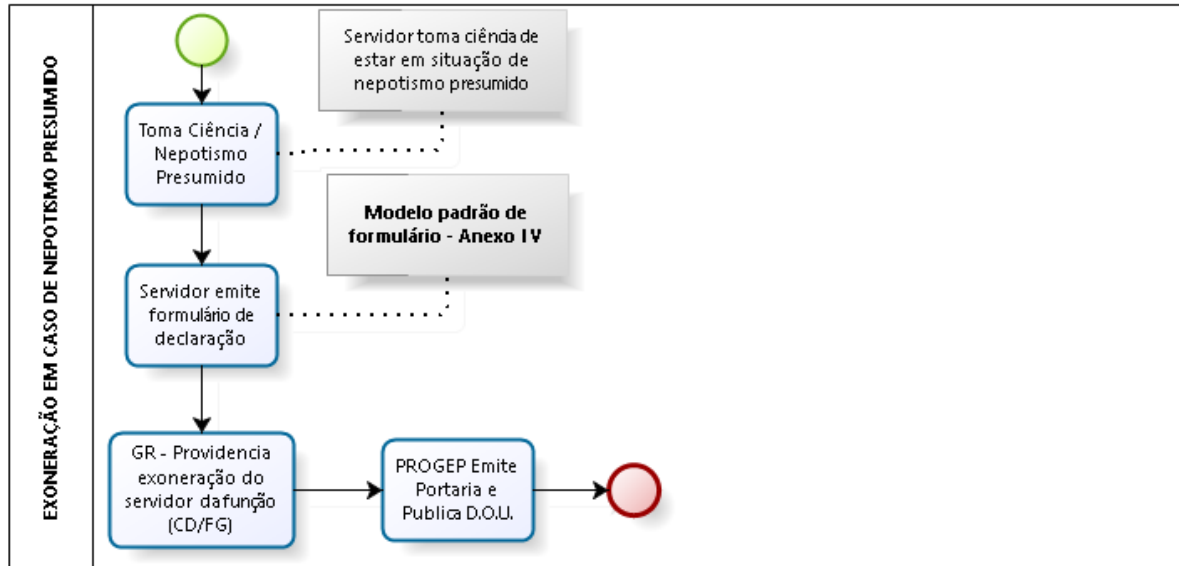 EXONERAÇÃO EM CASO DE NEPOTISMO PRESUMIDO
Servidor toma ciência de
estar em situação de
nepotismo presumido
Toma Ciência /
Nepotismo
Presumido
Modelo padrão de
formulário - Anexo IV
Servidor emite
formulário de
declaração
GR - Providencia
exoneração do
servidor da função
(CD/FG)
PROGEP Emite
Portaria e
Publica D.O.U.